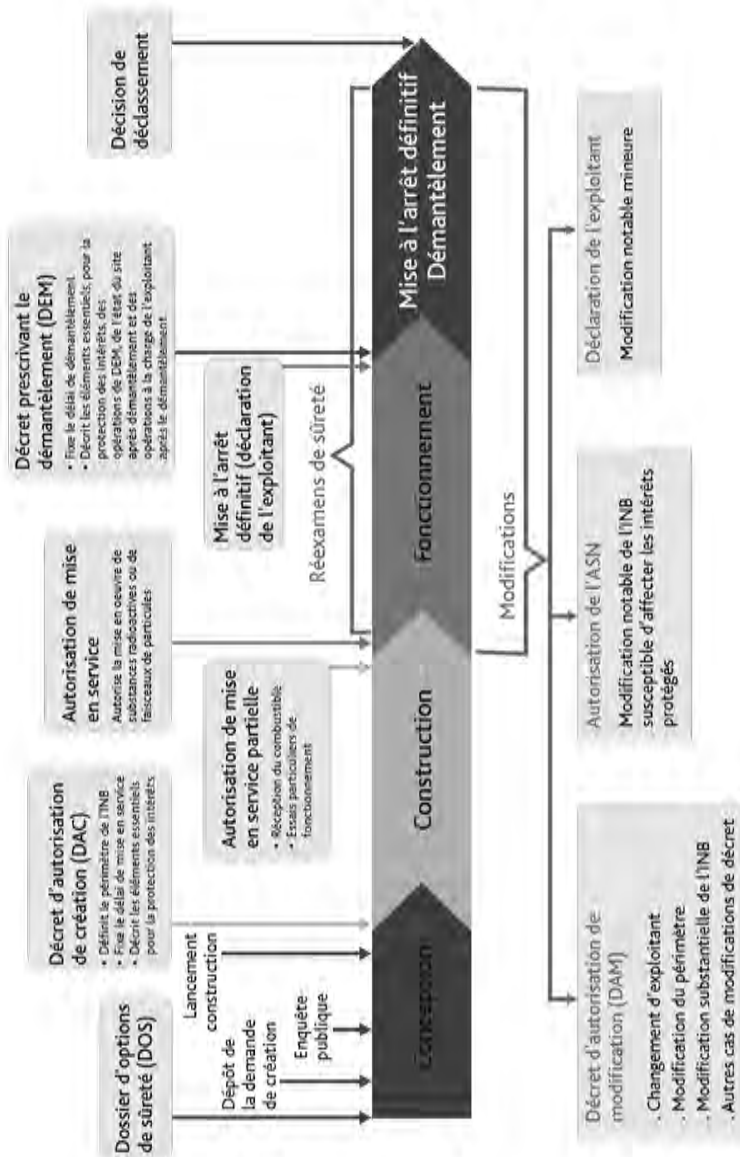 Dossier d'options
de sûreté (DOS)
Dépôt de
la demande
de création
Enquête
publique
Lancement
construction
Décret d'autorisation
de création (DAC)
• Définit le périmètre de l'INB
• Fixe le délai de mise en service
• Décrit les éléments essentiels
pour la protection des intérêts
Autorisation de mise
en service partielle
• Réception du combustible
• Essais particuliers de
fonctionnement
Autorisation de mise
en service
Autorise la mise en oeuvre de
substances radioactives ou de
faisceaux de particules
Réexamens de sûreté
Mise à l'arrêt
définitif (déclaration
de l'exploitant)
Décret prescrivant le
démantèlement (DEM)
• Fixe le délai de démantèlement
• Décrit les éléments essentiels, pour la
protection des intérêts, des
opérations de DEM, de l'état du site
après démantèlement et des
opérations à la charge de l'exploitant
après le démantèlement
Décision de
déclassement
Conception
Construction
Fonctionnement
Mise à l'arrêt définitif
Démantèlement
Modifications
Décret d'autorisation de
modification (DAM)
. Changement d'exploitant
. Modification du périmètre
. Modification substantielle de l'INB
. Autres cas de modifications de décret
Autorisation de l'ASN
Modification notable de l'INB
susceptible d'affecter les intérêts
protégés
Déclaration de l'exploitant
Modification notable mineure